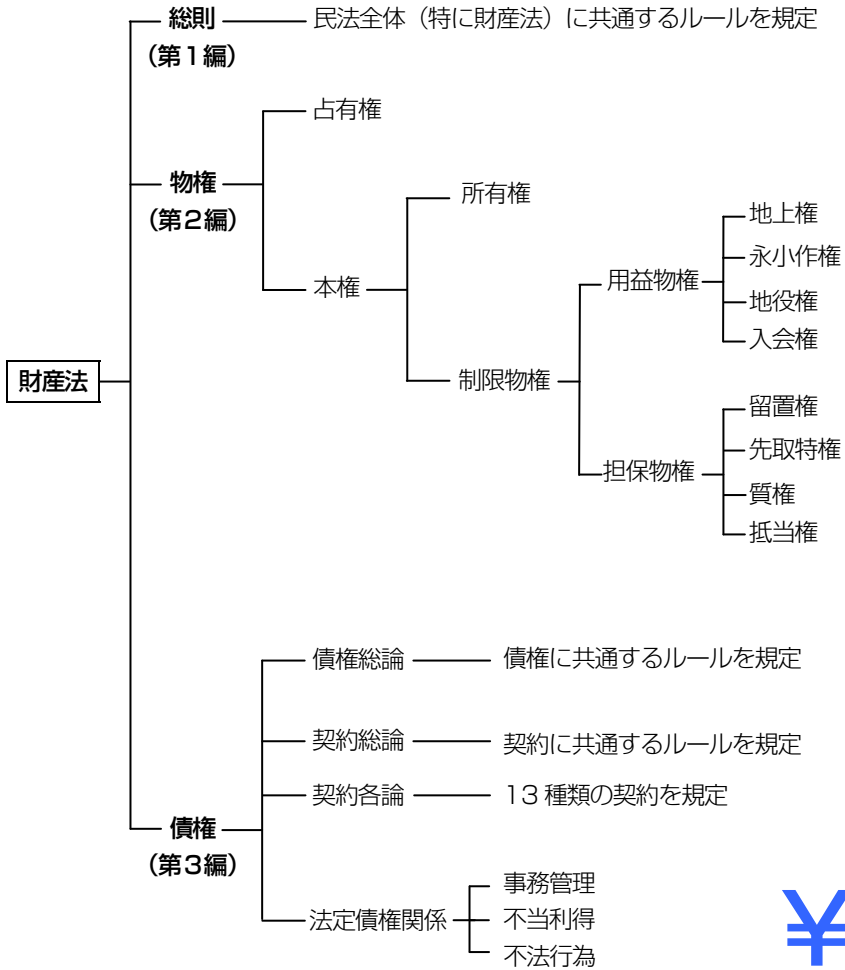 総則
民法全体（特に財産法）に共通するルールを規定
（第１編）
占有権
物権
（第２編）
所有権
本権
用益物権
地上権
永小作権
地役権
入会権
財産法
制限物権
担保物権
留置権
先取特権
質権
抵当権
債権総論
債権に共通するルールを規定
契約総論
契約に共通するルールを規定
契約各論
13 種類の契約を規定
債権
（第３編）
法定債権関係
事務管理
不当利得
不法行為
¥